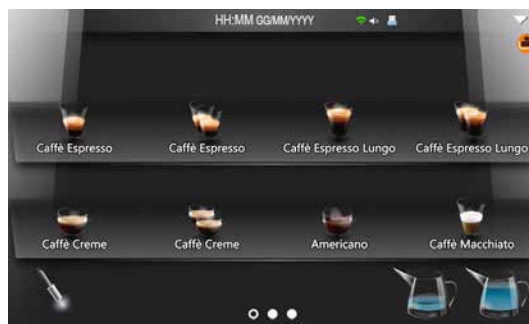 HH:MM GG/MM/YYYY
Caffè Espresso Caffè Espresso Caffè Espresso Lungo Caffè Espresso Lungo
Caffè Creme Caffè Creme Americano Caffè Macchiato